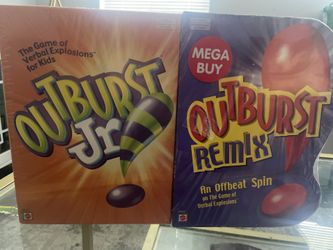 The Game of
Verbal Explosions™
for Kids
OUTBURST
Jr
MEGA
BUY
OUTBURST
REMIX
An Offbeat Spin
on The Game of
Verbal Explosions